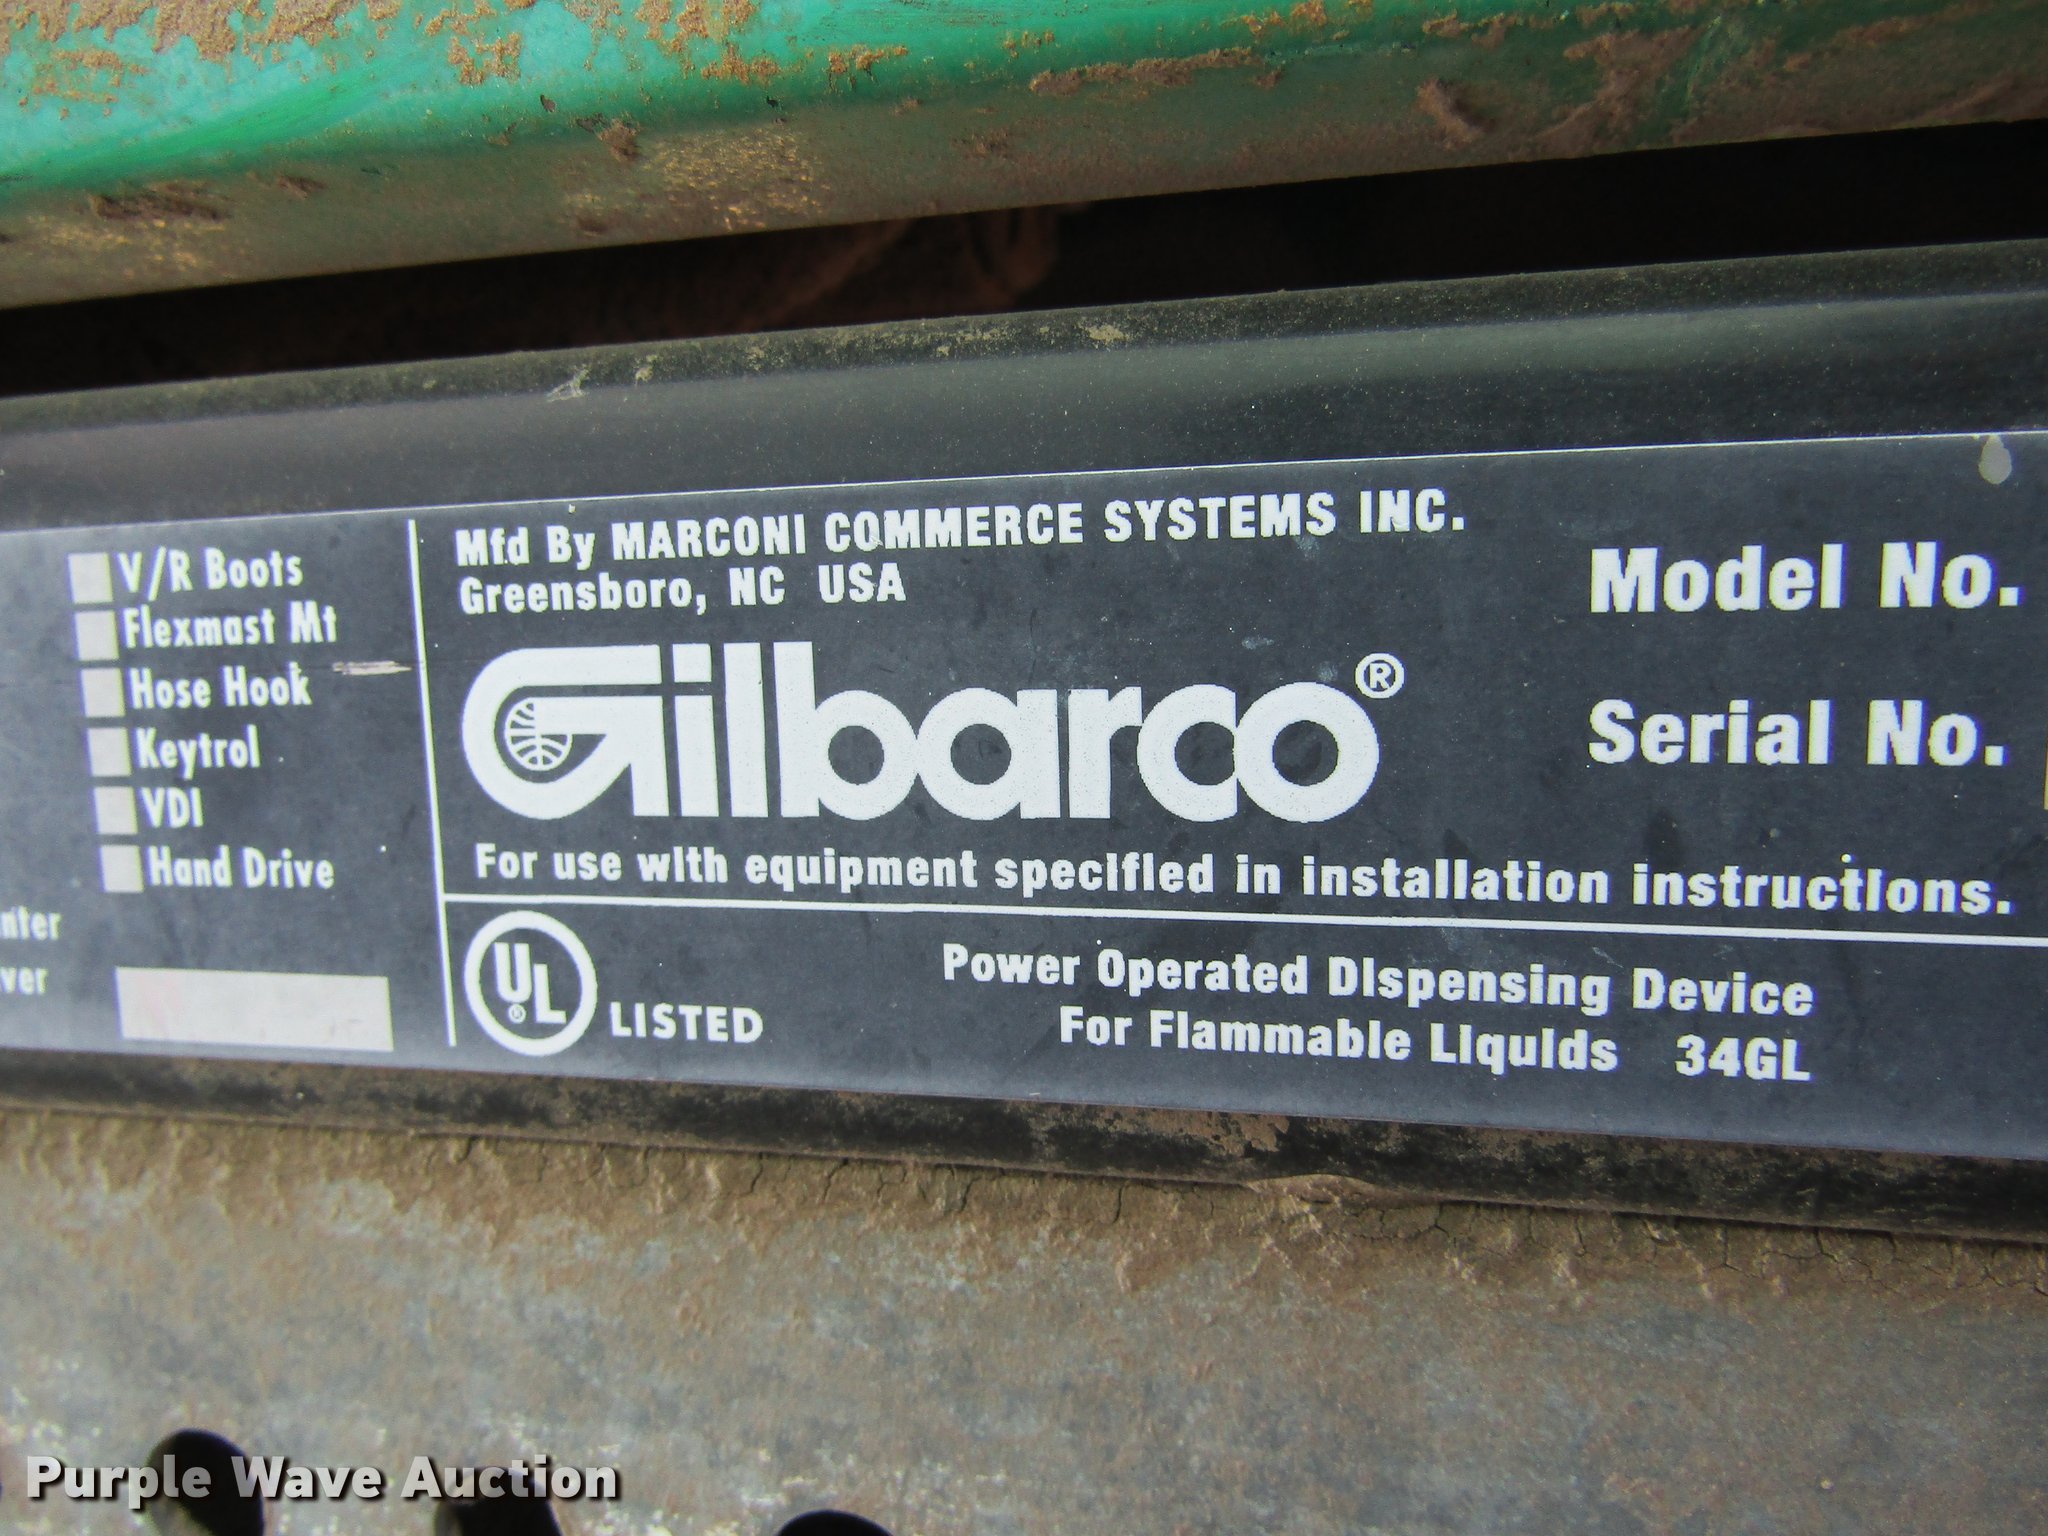 V/R Boots
Flexmast Mt
Hose Hook
Keytrol
VDI
Hand Drive
Mfd By MARCONI COMMERCE SYSTEMS INC.
Greensboro, NC USA
Gilbarco®
For use with equipment specified in installation instructions.
Model No.
Serial No.
UL® LISTED
Power Operated Dispensing Device
For Flammable Liquids 34GL
Purple Wave Auction